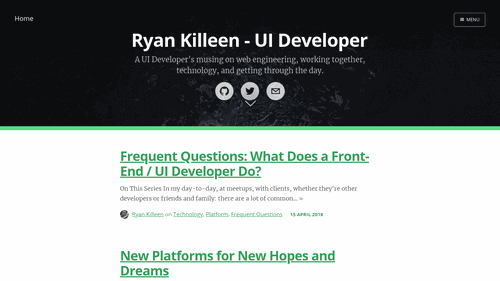 Home
MENU
Ryan Killeen - UI Developer
A UI Developer's musing on web engineering, working together,
technology, and getting through the day.
Frequent Questions: What Does a Front-
End / UI Developer Do?
On This Series In my day-to-day, at meetups, with clients, whether they're other
developers or friends and family: there are a lot of common... »
Ryan Killeen on Technology, Platform, Frequent Questions 15 APRIL 2018
New Platforms for New Hopes and
Dreams